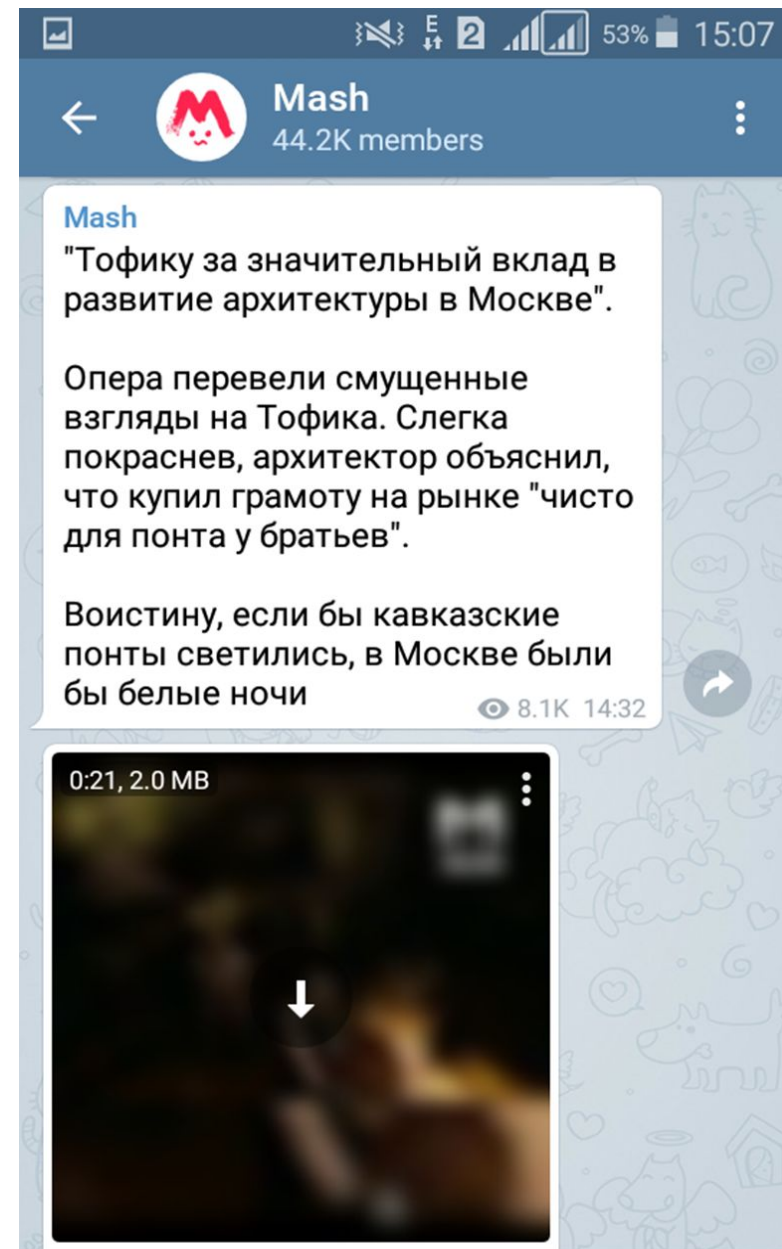 E 2 53% 15:07
Mash
44.2K members
Mash
"Тофику за значительный вклад в
развитие архитектуры в Москве".
Опера перевели смущенные
взгляды на Тофика. Слегка
покраснев, архитектор объяснил,
что купил грамоту на рынке "чисто
для понта у братьев".
Воистину, если бы кавказские
понты светились, в Москве были
бы белые ночи
8.1K 14:32
0:21, 2.0 MB